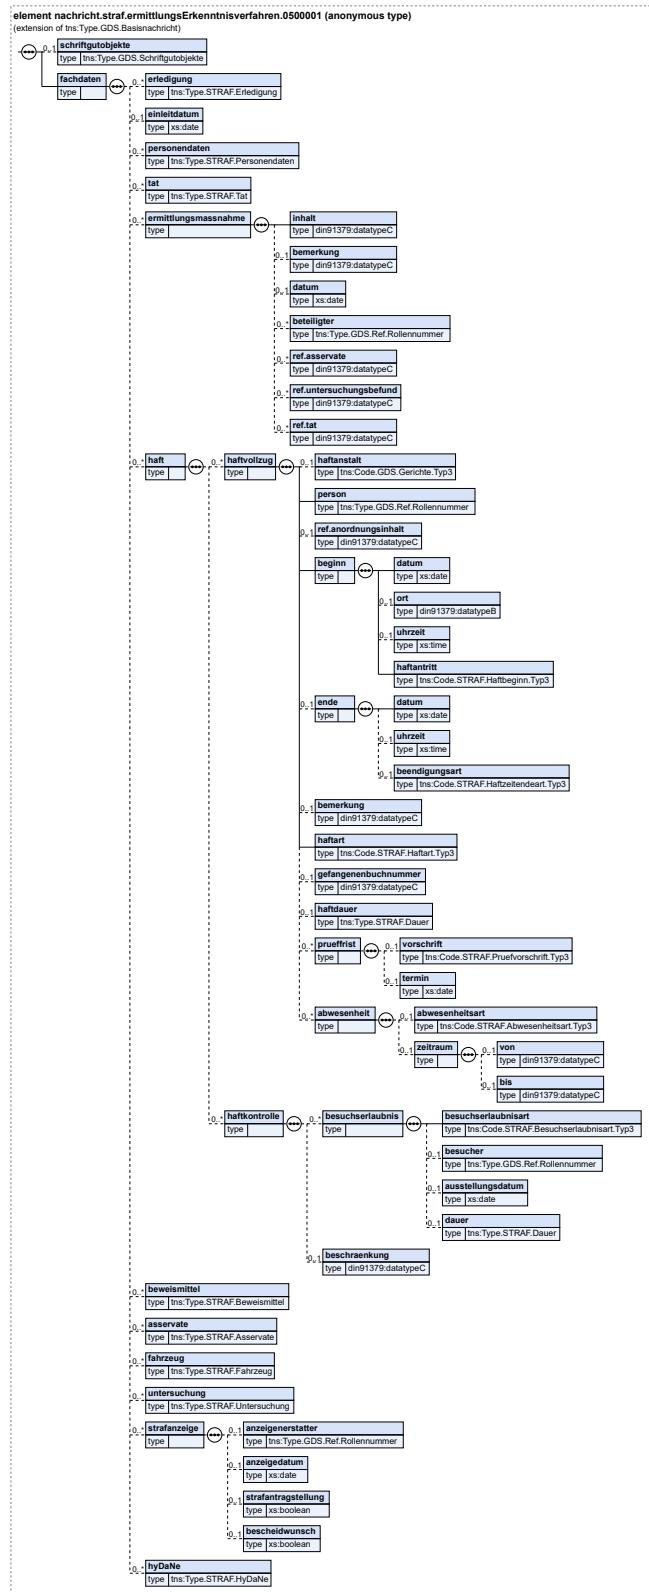 element nachricht.straf.ermittlungsErkenntnisverfahren.0500001 (anonymous type)
(extension of tns:Type.GDS.Basisnachricht)
0..1 schriftgutobjekte
type tns:Type.GDS.Schriftgutobjekte
fachdaten
type
0..* erledigung
type tns:Type.STRAF.Erledigung
0..1 einleitdatum
type xs:date
0..* personendaten
type tns:Type.STRAF.Personendaten
0..* tat
type tns:Type.STRAF.Tat
0..* ermittlungsmassnahme
type
inhalt
type din91379:datatypeC
0..1 bemerkung
type din91379:datatypeC
0..1 datum
type xs:date
0..* beteiligter
type tns:Type.GDS.Ref.Rollennummer
0..* ref.asservate
type din91379:datatypeC
0..* ref.untersuchungsbefund
type din91379:datatypeC
0..* ref.tat
type din91379:datatypeC
0..* haft
type
0..* haftvollzug
type
0..1 haftanstalt
type tns:Code.GDS.Gerichte.Typ3
person
type tns:Type.GDS.Ref.Rollennummer
0..1 ref.anordnungsinhalt
type din91379:datatypeC
beginn
type
datum
type xs:date
0..1 ort
type din91379:datatypeB
0..1 uhrzeit
type xs:time
haftantritt
type tns:Code.STRAF.Haftbeginn.Typ3
0..1 ende
type
datum
type xs:date
0..1 uhrzeit
type xs:time
0..1 beendigungsart
type tns:Code.STRAF.Haftzeitendeart.Typ3
0..1 bemerkung
type din91379:datatypeC
haftart
type tns:Code.STRAF.Haftart.Typ3
0..1 gefangenenbuchnummer
type din91379:datatypeC
0..1 haftdauer
type tns:Type.STRAF.Dauer
0..* prueffrist
type
0..1 vorschrift
type tns:Code.STRAF.Pruefvorschrift.Typ3
0..1 termin
type xs:date
0..* abwesenheit
type
0..1 abwesenheitsart
type tns:Code.STRAF.Abwesenheitsart.Typ3
0..1 zeitraum
type
0..1 von
type din91379:datatypeC
0..1 bis
type din91379:datatypeC
0..* haftkontrolle
type
0..* besuchserlaubnis
type
besuchserlaubnisart
type tns:Code.STRAF.Besuchserlaubnisart.Typ3
0..1 besucher
type tns:Type.GDS.Ref.Rollennummer
0..1 ausstellungsdatum
type xs:date
0..1 dauer
type tns:Type.STRAF.Dauer
0..1 beschraenkung
type din91379:datatypeC
0..* beweismittel
type tns:Type.STRAF.Beweismittel
0..* asservate
type tns:Type.STRAF.Asservate
0..* fahrzeug
type tns:Type.STRAF.Fahrzeug
0..* untersuchung
type tns:Type.STRAF.Untersuchung
0..* strafanzeige
type
0..1 anzeigenerstatter
type tns:Type.GDS.Ref.Rollennummer
0..1 anzeigedatum
type xs:date
0..1 strafantragstellung
type xs:boolean
0..1 bescheidwunsch
type xs:boolean
0..* hyDaNe
type tns:Type.STRAF.HyDaNe